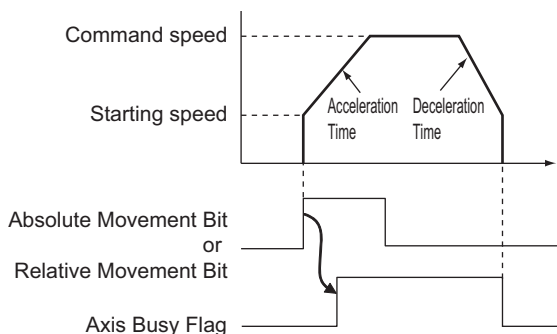 Command speed
Starting speed
Acceleration
Time
Deceleration
Time
Absolute Movement Bit
or
Relative Movement Bit
Axis Busy Flag